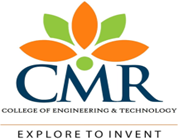 CMR
COLLEGE OF ENGINEERING & TECHNOLOGY
EXPLORE TO INVENT